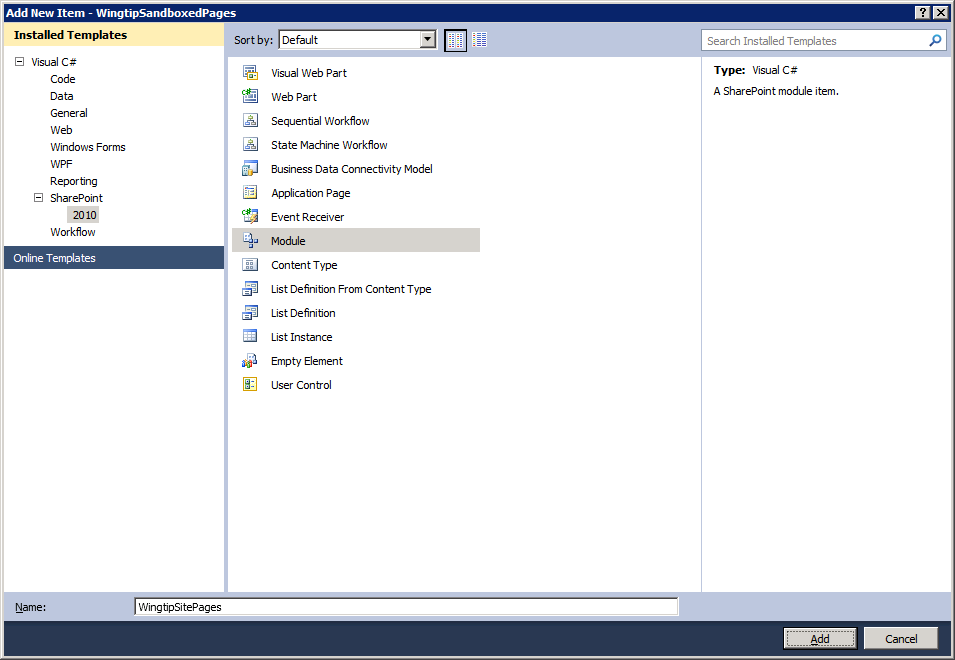 Add New Item - WingtipSandboxedPages
Installed Templates
Visual C#
Code
Data
General
Web
Windows Forms
WPF
Reporting
SharePoint
2010
Workflow
Online Templates
Sort by: Default
Visual Web Part
Web Part
Sequential Workflow
State Machine Workflow
Business Data Connectivity Model
Application Page
Event Receiver
Module
Content Type
List Definition From Content Type
List Definition
List Instance
Empty Element
User Control
Search Installed Templates
Type: Visual C#
A SharePoint module item.
Name: WingtipSitePages
Add Cancel